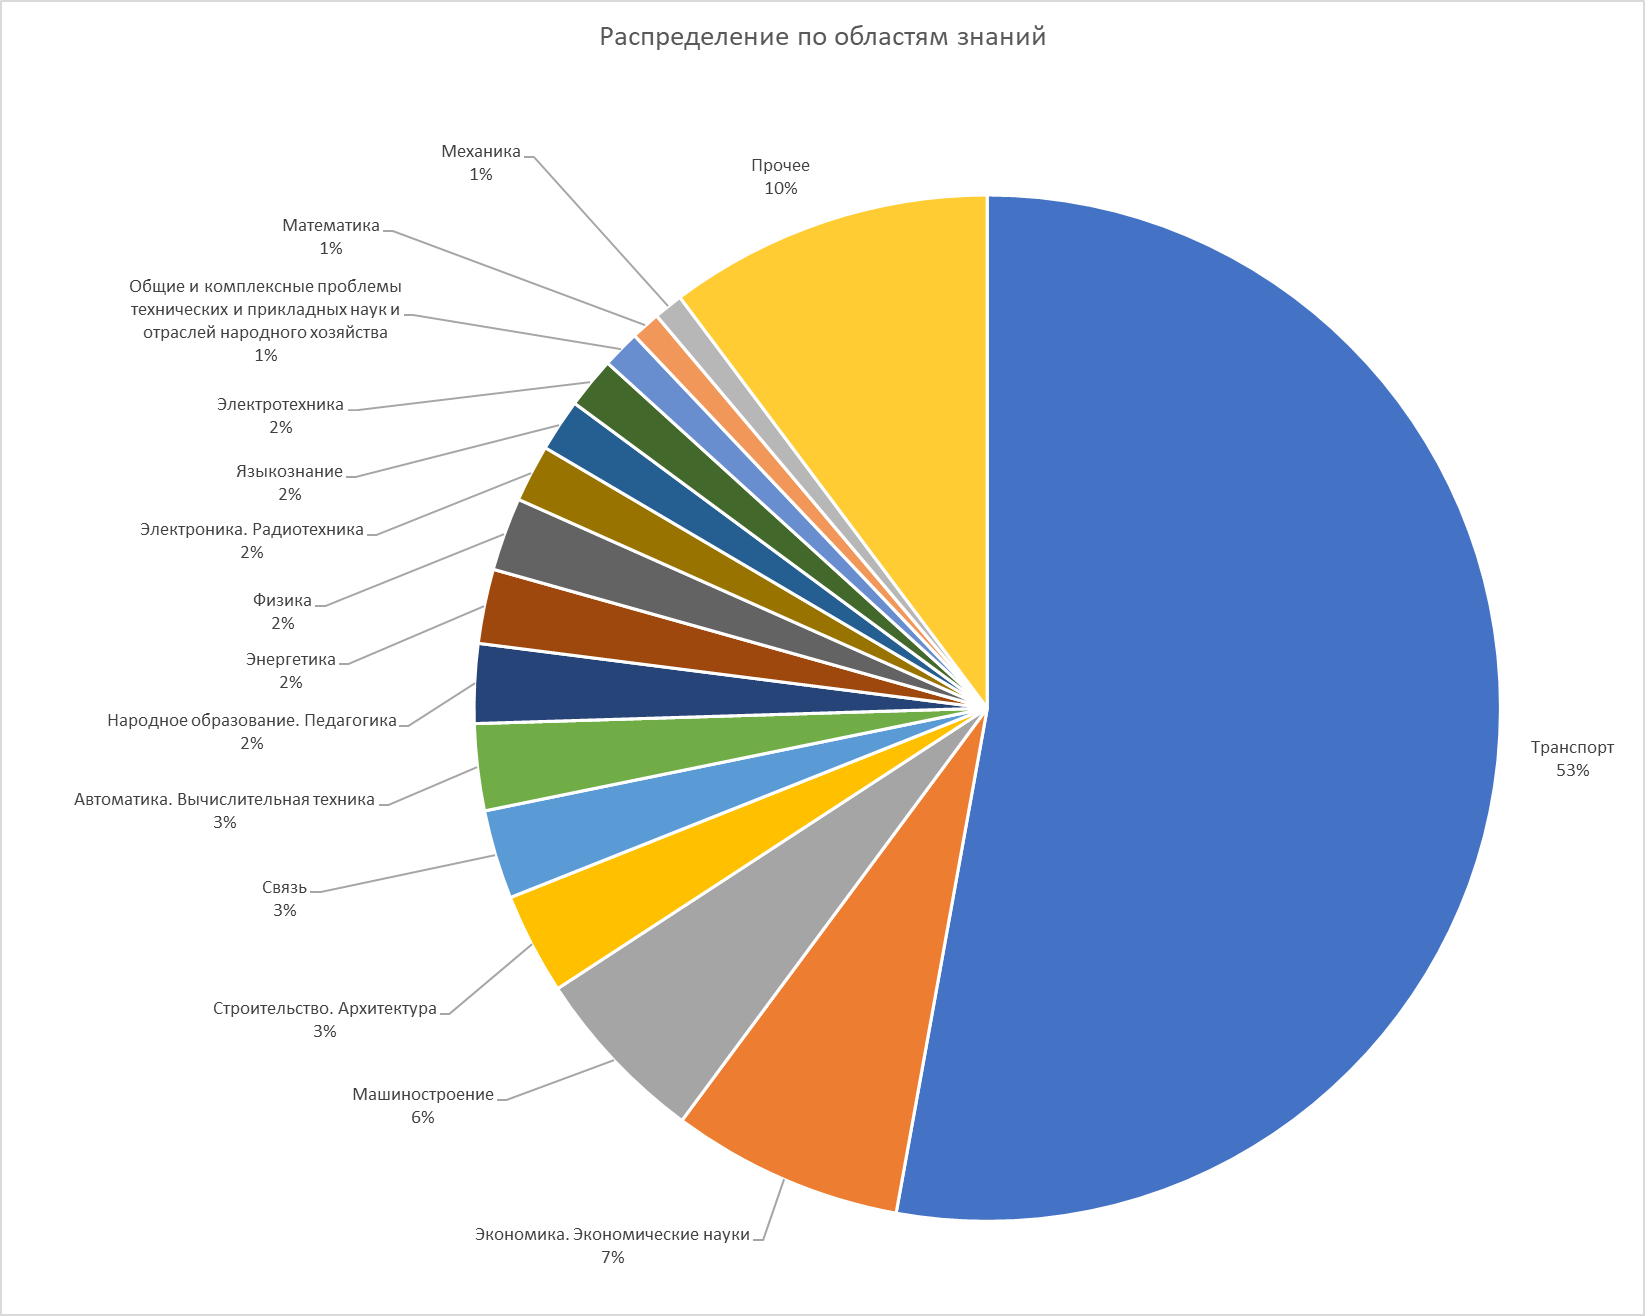 Распределение по областям знаний
Механика
1%
Прочее
10%
Математика
1%
Общие и комплексные проблемы
технических и прикладных наук и
отраслей народного хозяйства
1%
Электротехника
2%
Языкознание
2%
Электроника. Радиотехника
2%
Физика
2%
Энергетика
2%
Народное образование. Педагогика
2%
Транспорт
53%
Автоматика. Вычислительная техника
3%
Связь
3%
Строительство. Архитектура
3%
Машиностроение
6%
Экономика. Экономические науки
7%